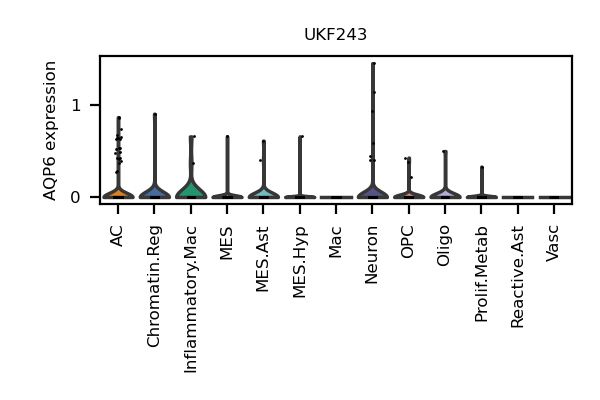 UKF243
AQP6 expression
1
0
AC
Chromatin.Reg
Inflammatory.Mac
MES
MES.Ast
MES.Hyp
Mac
Neuron
OPC
Oligo
Prolif.Metab
Reactive.Ast
Vasc